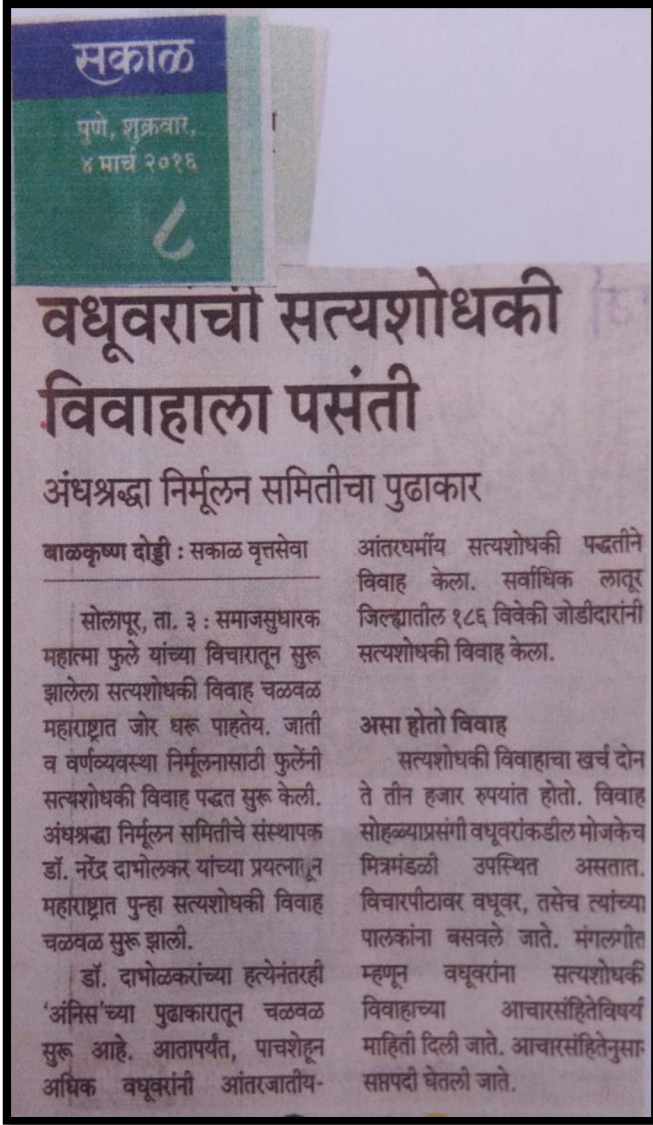 सकाळ
पुणे, शुक्रवार,
४ मार्च २०१६
८
वधूवरांची सत्यशोधकी
विवाहाला पसंती
अंधश्रद्धा निर्मूलन समितीचा पुढाकार
बाळकृष्ण दोड्डी : सकाळ वृत्तसेवा
सोलापूर, ता. ३ : समाजसुधारक
महात्मा फुले यांच्या विचारातून सुरू
झालेला सत्यशोधकी विवाह चळवळ
महाराष्ट्रात जोर धरू पाहतेय. जाती
व वर्णव्यवस्था निर्मूलनासाठी फुलेंनी
सत्यशोधकी विवाह पद्धत सुरू केली.
अंधश्रद्धा निर्मूलन समितीचे संस्थापक
डॉ. नरेंद्र दाभोलकर यांच्या प्रयत्नातून
महाराष्ट्रात पुन्हा सत्यशोधकी विवाह
चळवळ सुरू झाली.
डॉ. दाभोळकरांच्या हत्येनंतरही
'अंनिस'च्या पुढाकारातून चळवळ
सुरू आहे. आतापर्यंत, पाचशेहून
अधिक वधूवरांनी आंतरजातीय-
आंतरधर्मीय सत्यशोधकी पद्धतीने
विवाह केला. सर्वाधिक लातूर
जिल्ह्यातील १८६ विवेकी जोडीदारांनी
सत्यशोधकी विवाह केला.
असा होतो विवाह
सत्यशोधकी विवाहाचा खर्च दोन
ते तीन हजार रुपयांत होतो. विवाह
सोहळ्याप्रसंगी वधूवरांकडील मोजकेच
मित्रमंडळी उपस्थित असतात.
विचारपीठावर वधूवर, तसेच त्यांच्या
पालकांना बसवले जाते. मंगलगीत
म्हणून वधूवरांना सत्यशोधकी
विवाहाच्या आचारसंहितेविषय
माहिती दिली जाते. आचारसंहितेनुसा
सप्तपदी घेतली जाते.